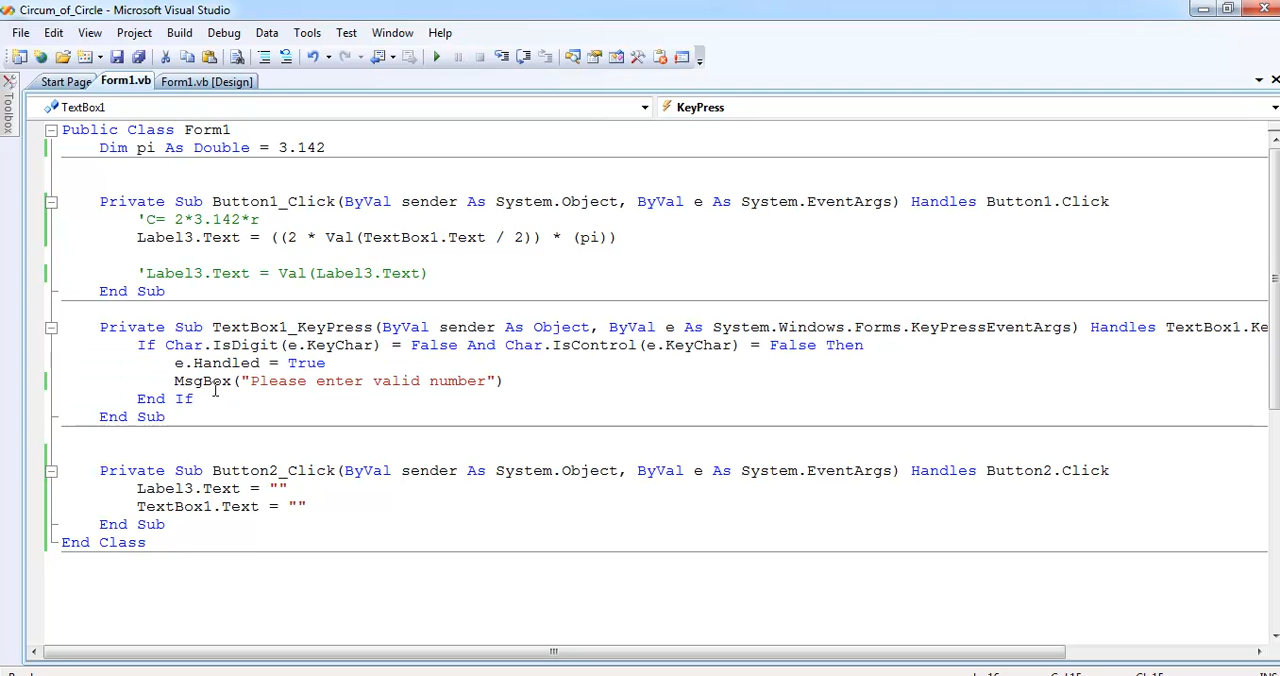 Circum_of_Circle - Microsoft Visual Studio
File Edit View Project Build Debug Data Tools Test Window Help
Start Page Form1.vb Form1.vb [Design]
Toolbox
TextBox1 KeyPress
Public Class Form1
Dim pi As Double = 3.142
Private Sub Button1_Click(ByVal sender As System.Object, ByVal e As System.EventArgs) Handles Button1.Click
'C= 2*3.142*r
Label3.Text = ((2 * Val(TextBox1.Text / 2)) * (pi))
'Label3.Text = Val(Label3.Text)
End Sub
Private Sub TextBox1_KeyPress(ByVal sender As Object, ByVal e As System.Windows.Forms.KeyPressEventArgs) Handles TextBox1.Ke
If Char.IsDigit(e.KeyChar) = False And Char.IsControl(e.KeyChar) = False Then
e.Handled = True
MsgBox("Please enter valid number")
End If
End Sub
Private Sub Button2_Click(ByVal sender As System.Object, ByVal e As System.EventArgs) Handles Button2.Click
Label3.Text = ""
TextBox1.Text = ""
End Sub
End Class